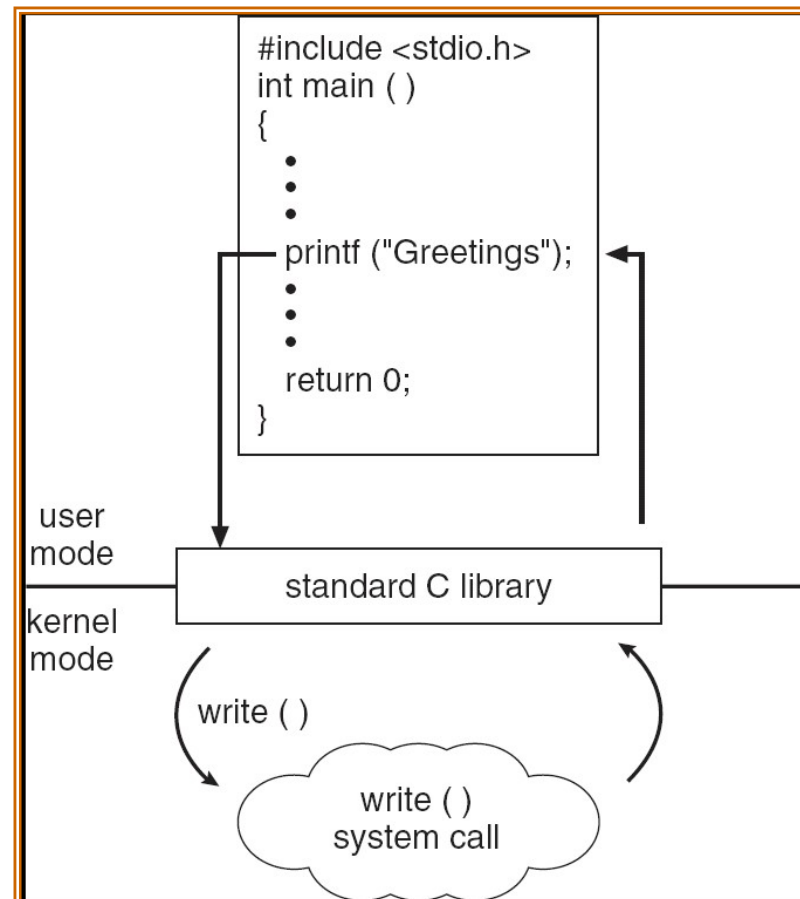 #include <stdio.h>
int main ( )
{
•
•
•
printf ("Greetings");
•
•
•
return 0;
}
user
mode
standard C library
kernel
mode
write ( )
write ( )
system call